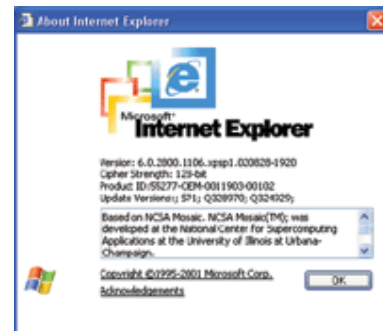 About Internet Explorer
Microsoft
Internet Explorer
Version: 6.0.2800.1106.xpsp1.020828-1920
Cipher Strength: 128-bit
Product ID:55277-OEM-0011903-00102
Update Versions:; SP1; Q328970; Q324929;
Based on NCSA Mosaic. NCSA Mosaic(TM); was
developed at the National Center for Supercomputing
Applications at the University of Illinois at Urbana-
Champaign.
Copyright ©1995-2001 Microsoft Corp.
OK
Acknowledgements